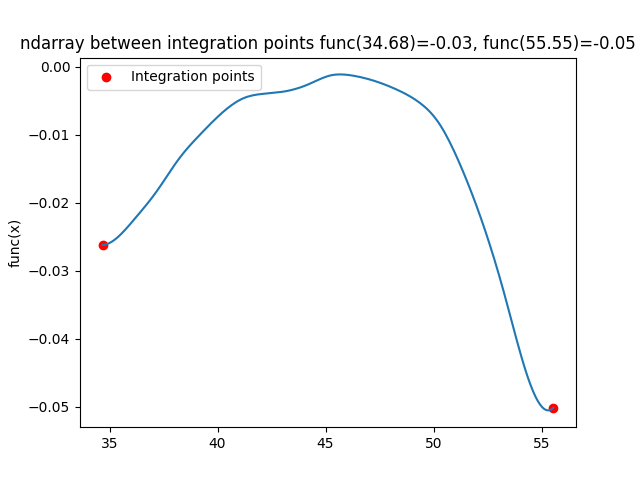 ndarray between integration points func(34.68)=-0.03, func(55.55)=-0.05
Integration points
func(x)
0.00
−0.01
−0.02
−0.03
−0.04
−0.05
35 40 45 50 55